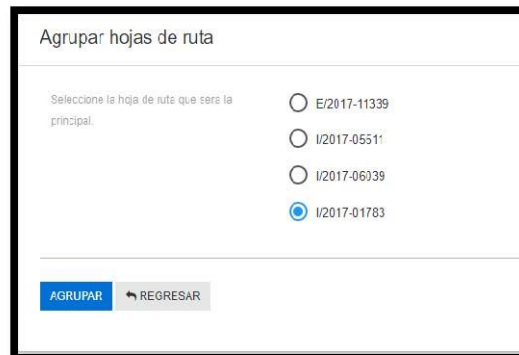 Agrupar hojas de ruta
Seleccione la hoja de ruta que sera la
principal.
E/2017-11339
I/2017-05511
I/2017-06039
I/2017-01783
AGRUPAR
REGRESAR